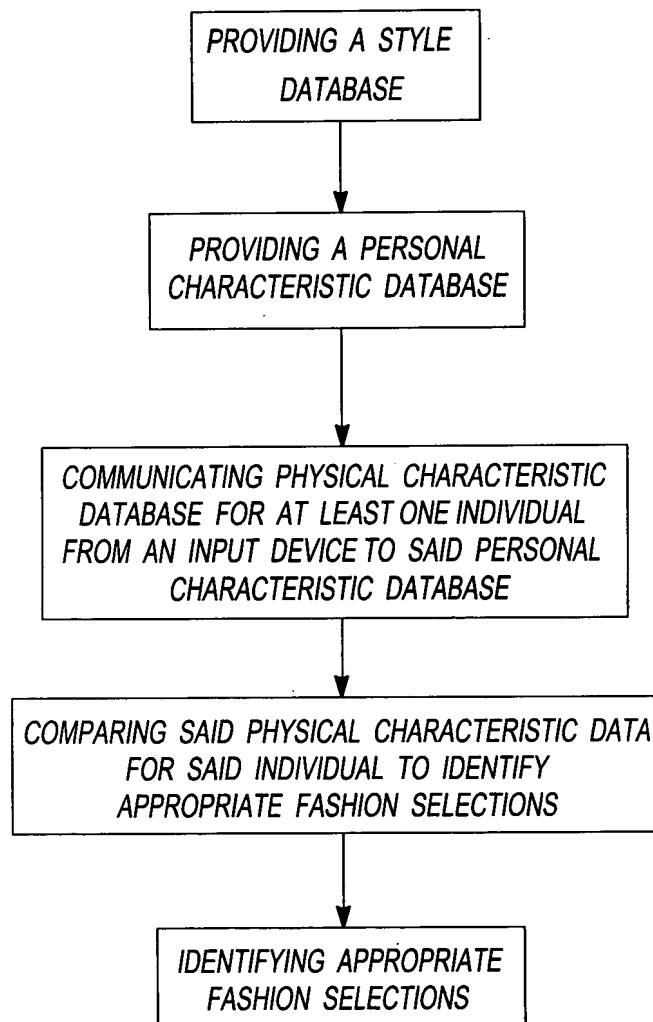 PROVIDING A STYLE
DATABASE
PROVIDING A PERSONAL
CHARACTERISTIC DATABASE
COMMUNICATING PHYSICAL CHARACTERISTIC
DATABASE FOR AT LEAST ONE INDIVIDUAL
FROM AN INPUT DEVICE TO SAID PERSONAL
CHARACTERISTIC DATABASE
COMPARING SAID PHYSICAL CHARACTERISTIC DATA
FOR SAID INDIVIDUAL TO IDENTIFY
APPROPRIATE FASHION SELECTIONS
IDENTIFYING APPROPRIATE
FASHION SELECTIONS